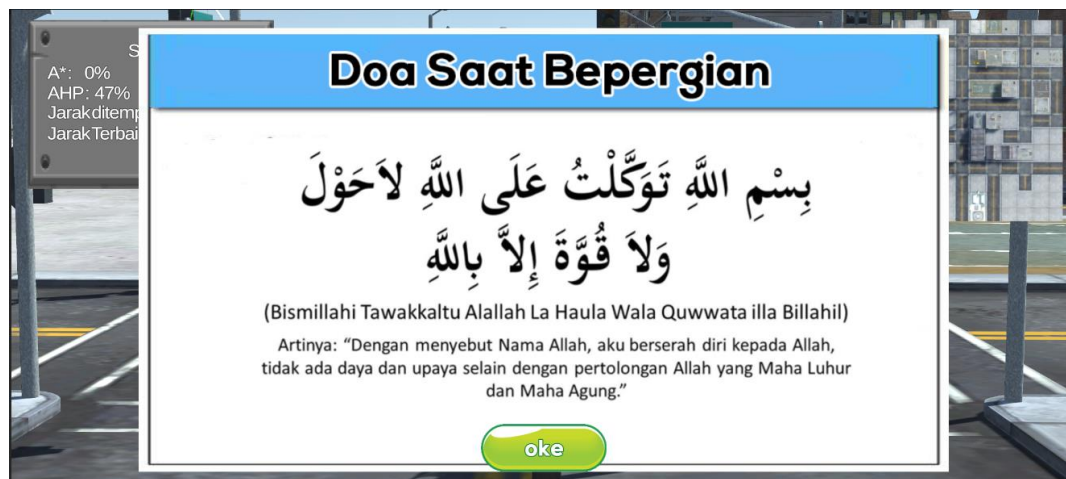 Doa Saat Bepergian
A*: 0%
AHP: 47%
بِسْمِ اللَّهِ تَوَكَّلْتُ عَلَى اللَّهِ لاَحَوْلَ
وَلاَ قُوَّةَ إِلاَّ بِاللَّهِ
(Bismillahi Tawakkaltu Alallah La Haula Wala Quwwata illa Billahil)
Artinya: “Dengan menyebut Nama Allah, aku berserah diri kepada Allah,
tidak ada daya dan upaya selain dengan pertolongan Allah yang Maha Luhur
dan Maha Agung.”
oke